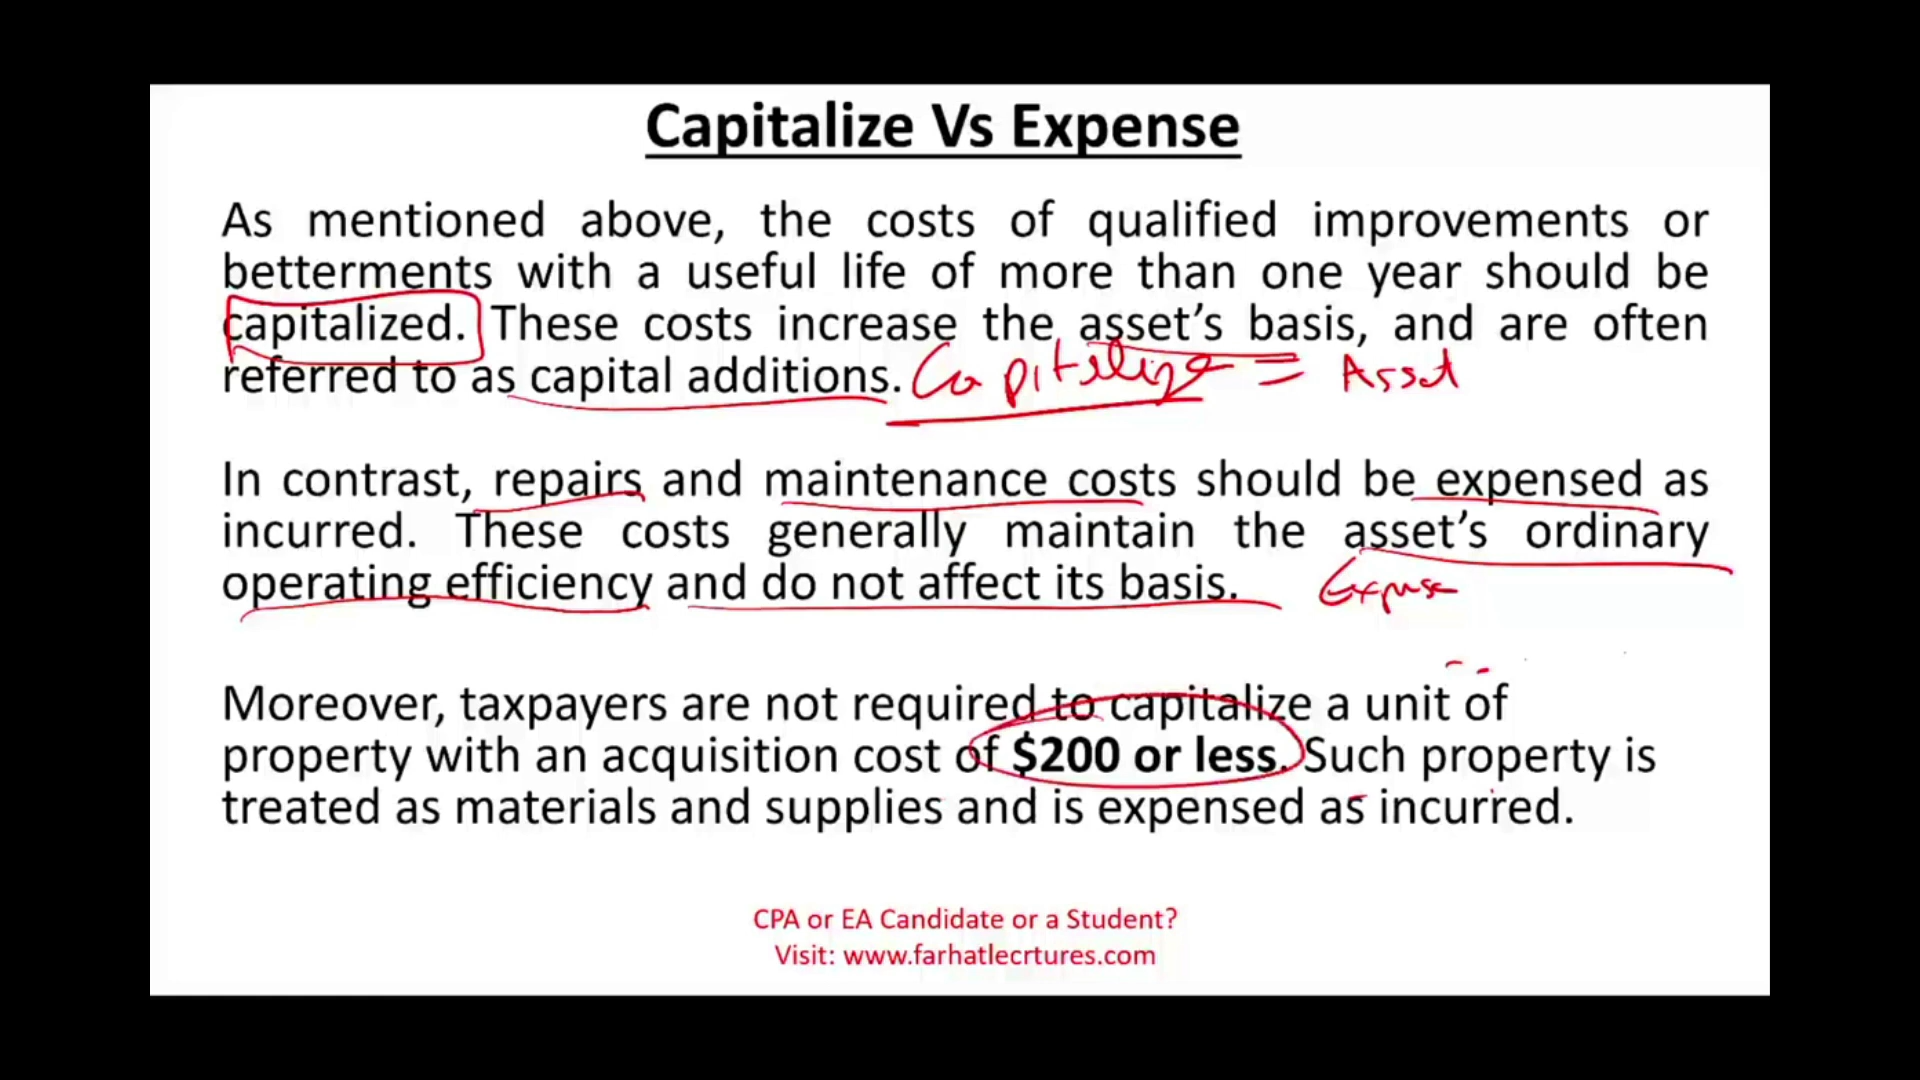 Capitalize Vs Expense
As mentioned above, the costs of qualified improvements or
betterments with a useful life of more than one year should be
capitalized. These costs increase the asset's basis, and are often
referred to as capital additions. Capitalize = Asset
In contrast, repairs and maintenance costs should be expensed as
incurred. These costs generally maintain the asset's ordinary
operating efficiency and do not affect its basis. Expense
Moreover, taxpayers are not required to capitalize a unit of
property with an acquisition cost of $200 or less. Such property is
treated as materials and supplies and is expensed as incurred.
CPA or EA Candidate or a Student?
Visit: www.farhatlecrtures.com